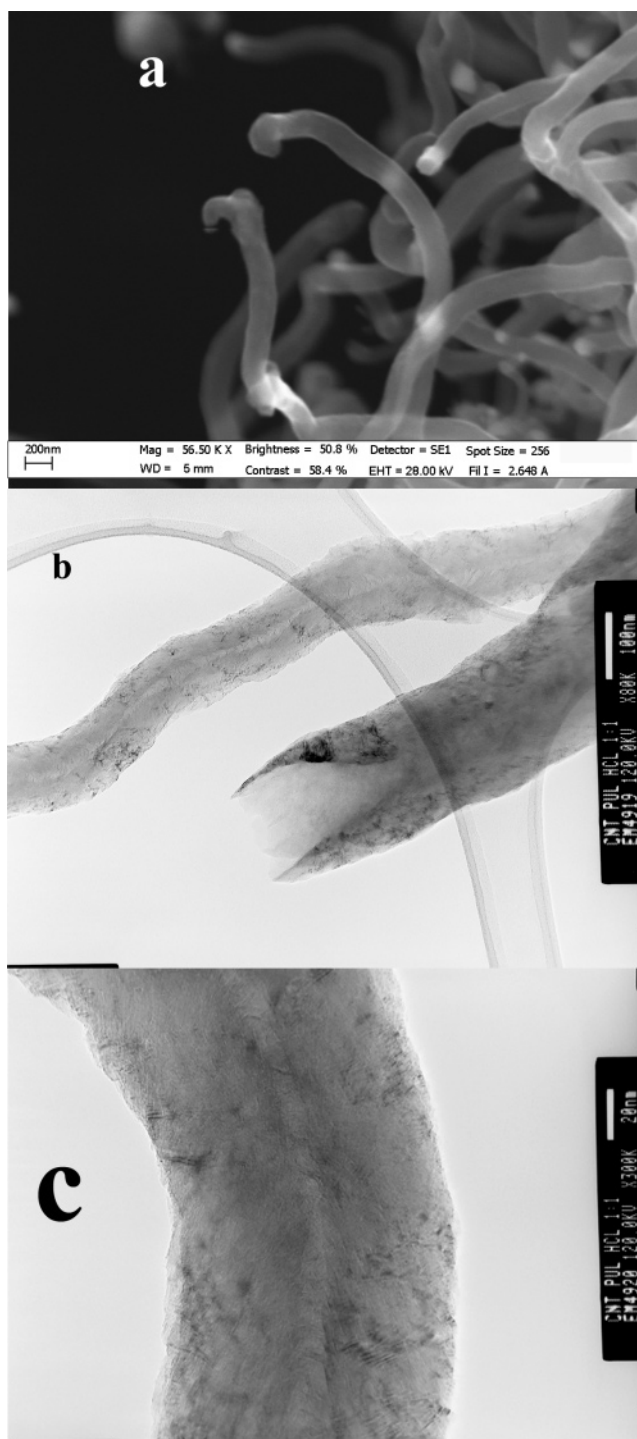 a
200nm
Mag = 56.50 K X Brightness = 50.8 % Detector = SE1 Spot Size = 256
WD = 5 mm Contrast = 58.4 % EHT = 28.00 kV Fil I = 2.648 A
b
100nm
CNT PUL HCL 1:1
EM4919 120.0KV X80K
c
20nm
CNT PUL HCL 1:1
EM4920 120.0KV X300K